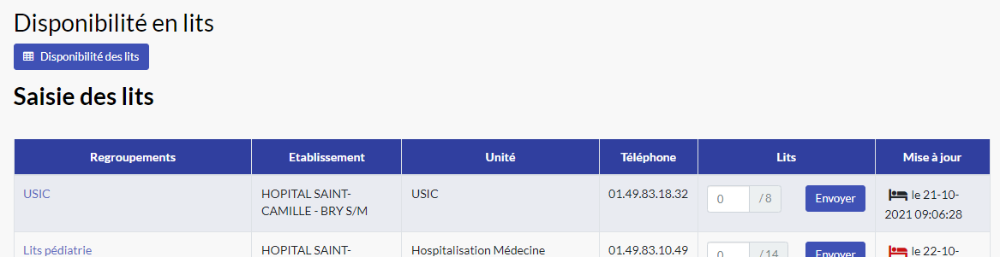 Disponibilité en lits
Disponibilité des lits
Saisie des lits
Regroupements Etablissement Unité Téléphone Lits Mise à jour
USIC HOPITAL SAINT- USIC 01.49.83.18.32 0 / 8 Envoyer le 21-10-
CAMILLE - BRY S/M 2021 09:06:28
Lits pédiatrie HOPITAL SAINT- Hospitalisation Médecine 01.49.83.10.49 0 / 14 Envoyer le 22-10-